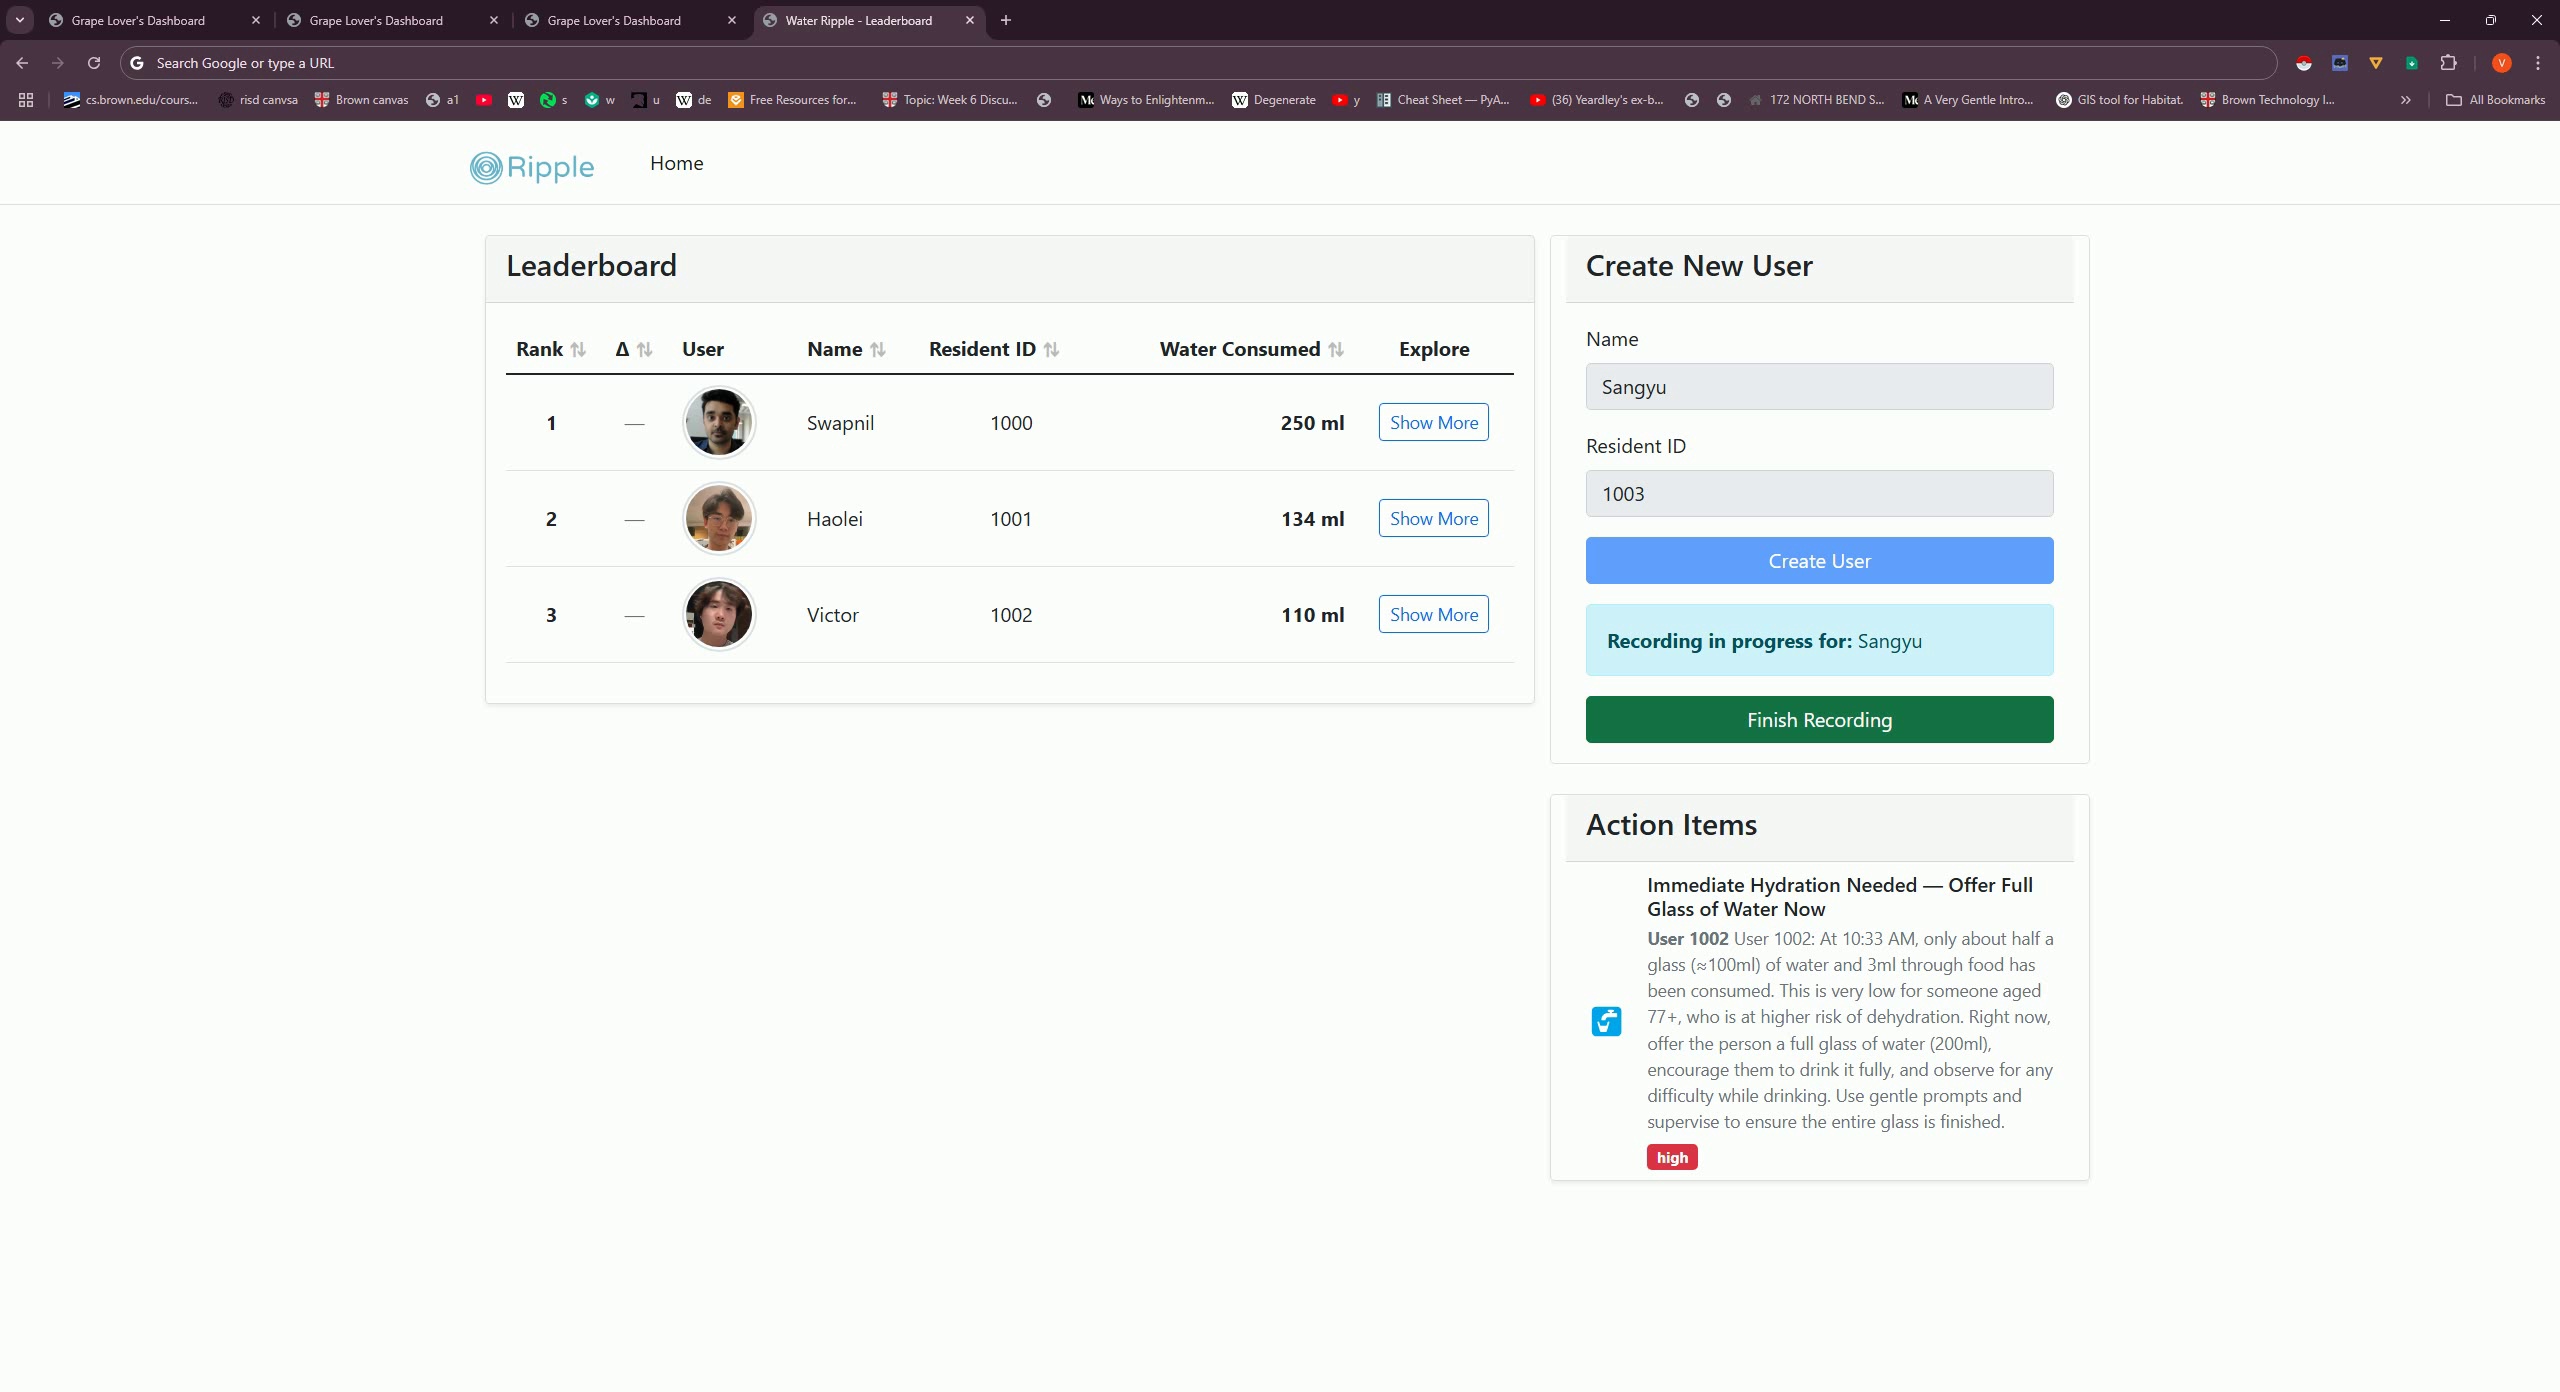 Grape Lover's Dashboard
Grape Lover's Dashboard
Grape Lover's Dashboard
Water Ripple - Leaderboard
Search Google or type a URL
V
cs.brown.edu/cours...
risd canvsa
Brown canvas
a1
s
w
u
de
Free Resources for...
Topic: Week 6 Discu...
Ways to Enlightenm...
Degenerate
y
Cheat Sheet — PyA...
(36) Yeardley's ex-b...
172 NORTH BEND S...
A Very Gentle Intro...
GIS tool for Habitat.
Brown Technology I...
All Bookmarks
Ripple
Home
Leaderboard
Rank Δ User Name Resident ID Water Consumed Explore
1 — Swapnil 1000 250 ml Show More
2 — Haolei 1001 134 ml Show More
3 — Victor 1002 110 ml Show More
Create New User
Name
Sangyu
Resident ID
1003
Create User
Recording in progress for: Sangyu
Finish Recording
Action Items
Immediate Hydration Needed — Offer Full
Glass of Water Now
User 1002 User 1002: At 10:33 AM, only about half a
glass (≈100ml) of water and 3ml through food has
been consumed. This is very low for someone aged
77+, who is at higher risk of dehydration. Right now,
offer the person a full glass of water (200ml),
encourage them to drink it fully, and observe for any
difficulty while drinking. Use gentle prompts and
supervise to ensure the entire glass is finished.
high